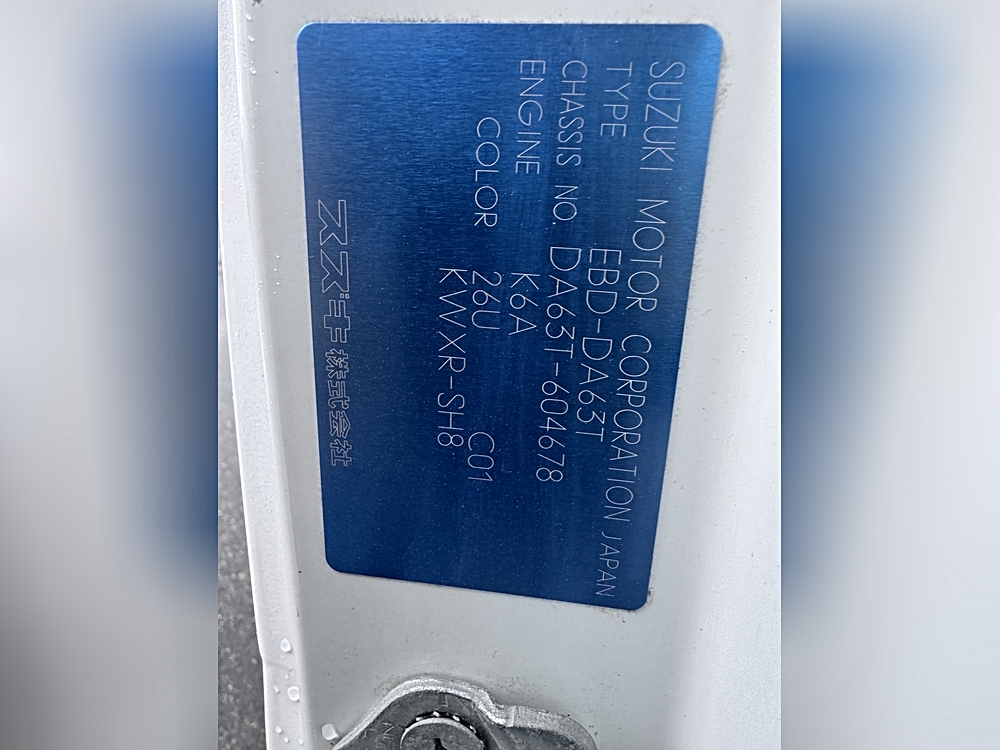 SUZUKI MOTOR CORPORATION JAPAN
TYPE EBD-DA63T
CHASSIS NO. DA63T-604678
ENGINE K6A
COLOR 26U C01
KWXR-SH8
スズキ株式会社